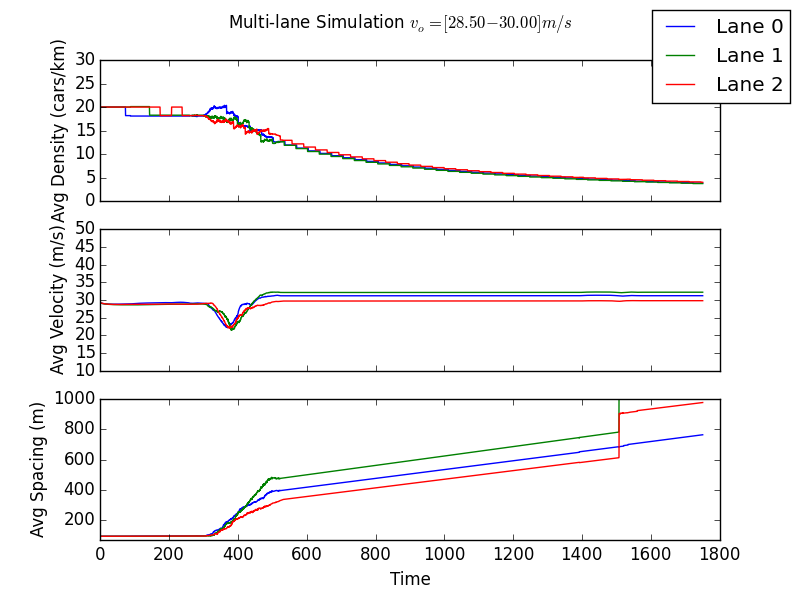 Multi-lane Simulation v_o =[28.50−30.00]m/s
Lane 0
Lane 1
Lane 2
Avg Density (cars/km)
30
25
20
15
10
5
0
Avg Velocity (m/s)
50
45
40
35
30
25
20
15
10
Avg Spacing (m)
1000
800
600
400
200
0 200 400 600 800 1000 1200 1400 1600 1800
Time